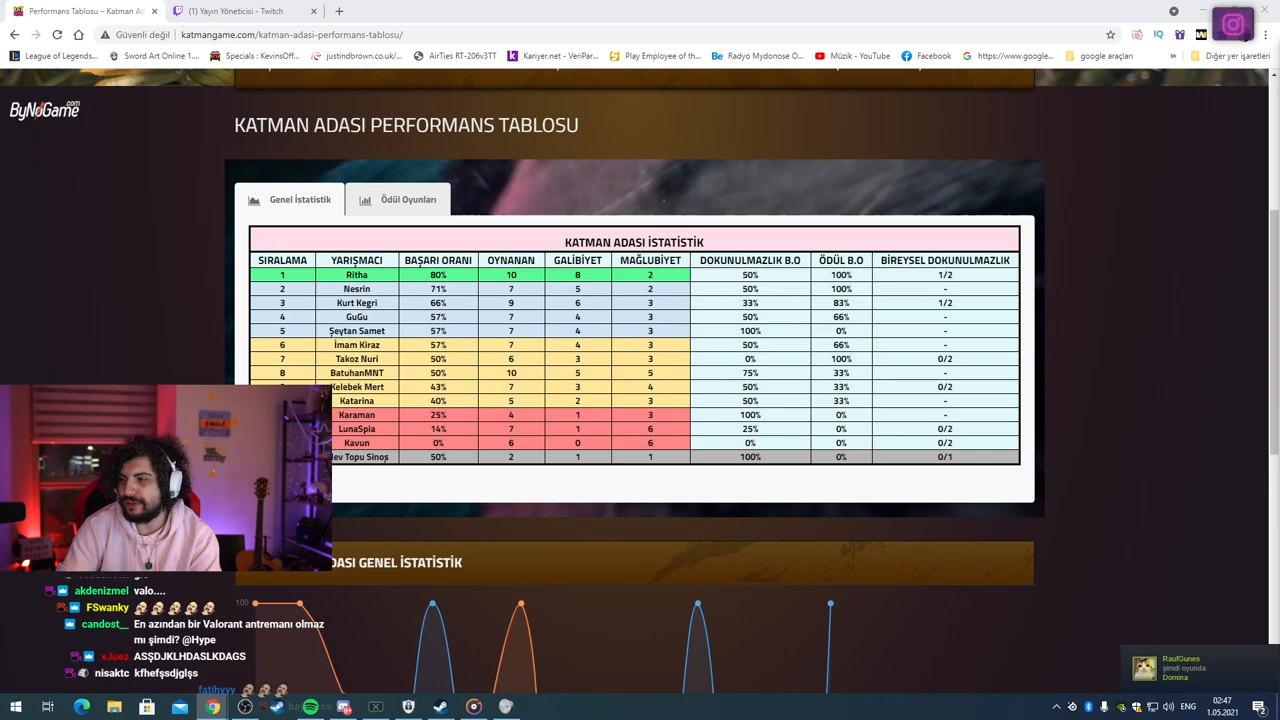 Performans Tablosu – Katman Ad
(1) Yayın Yöneticisi - Twitch
Güvenli değil
katmangame.com/katman-adasi-performans-tablosu/
League of Legends...
Sword Art Online 1...
Specials : KevinsOff...
justindbrown.co.uk/...
AirTies RT-206v3TT
Kariyer.net - VeriPar...
Play Employee of the...
Radyo Mydonose O...
Müzik - YouTube
Facebook
https://www.google...
google araçları
»
Diğer yer işaretleri
ByNoGame.com
KATMAN ADASI PERFORMANS TABLOSU
Genel İstatistik
Ödül Oyunları
KATMAN ADASI İSTATİSTİK
SIRALAMA YARIŞMACI BAŞARI ORANI OYNANAN GALİBİYET MAĞLUBİYET DOKUNULMAZLIK B.O ÖDÜL B.O BİREYSEL DOKUNULMAZLIK
1 Ritha 80% 10 8 2 50% 100% 1/2
2 Nesrin 71% 7 5 2 50% 100% -
3 Kurt Kegri 66% 9 6 3 33% 83% 1/2
4 GuGu 57% 7 4 3 50% 66% -
5 Şeytan Samet 57% 7 4 3 100% 0% -
6 İmam Kiraz 57% 7 4 3 50% 66% -
7 Takoz Nuri 50% 6 3 3 0% 100% 0/2
8 BatuhanMNT 50% 10 5 5 75% 33% -
Kelebek Mert 43% 7 3 4 50% 33% 0/2
Katarina 40% 5 2 3 50% 33% -
Karaman 25% 4 1 3 100% 0% -
LunaSpia 14% 7 1 6 25% 0% 0/2
Kavun 0% 6 0 6 0% 0% 0/2
ev Topu Sinoş 50% 2 1 1 100% 0% 0/1
ADASI GENEL İSTATİSTİK
100
akdenizmel valo....
FSwanky
candost__ En azından bir Valorant antremanı olmaz
mı şimdi? @Hype
xJuez ASŞDJKLHDASLKDAGS
nisaktc kfhefşsdjglşs
fatihyyy
RaufGunes
şimdi oyunda
Domina
ENG
02:47
1.05.2021
2